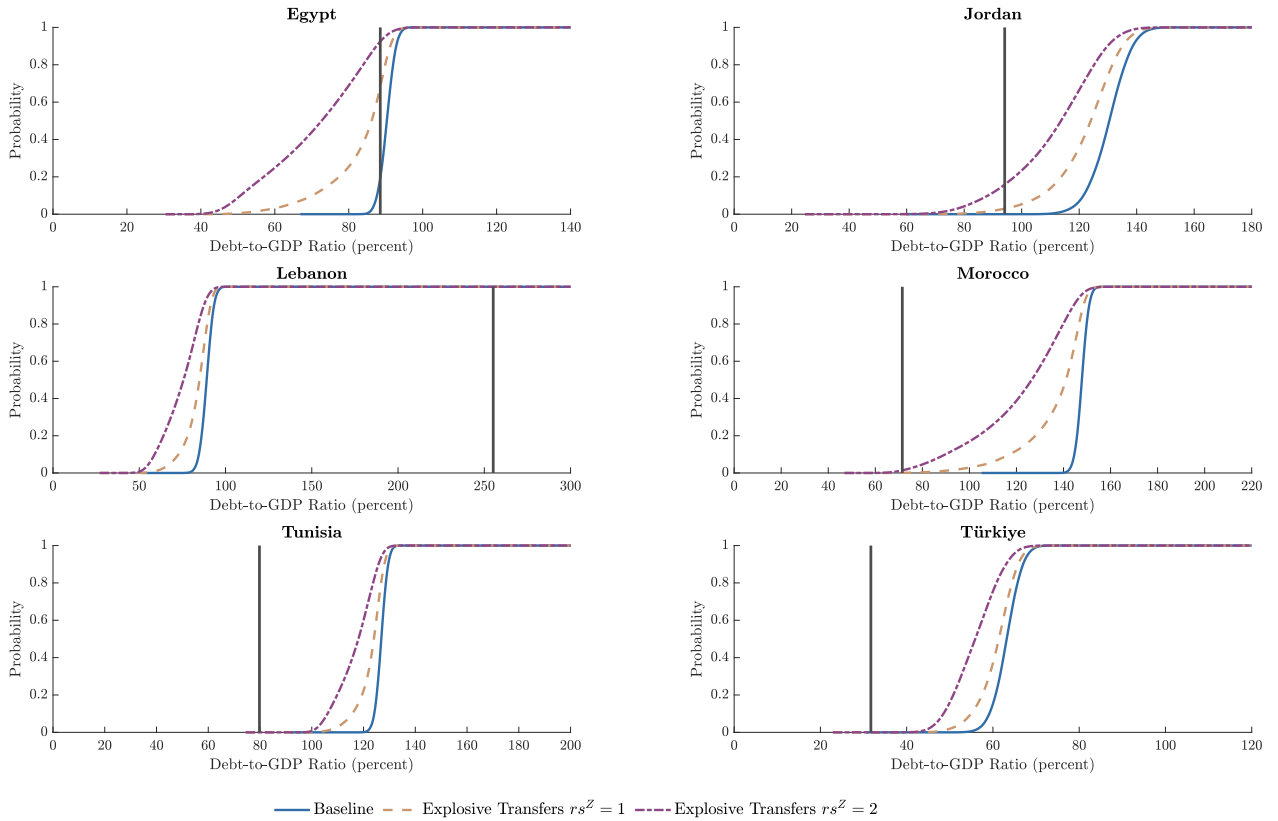 Egypt
Probability
1
0.8
0.6
0.4
0.2
0
0 20 40 60 80 100 120 140
Debt-to-GDP Ratio (percent)
Jordan
Probability
1
0.8
0.6
0.4
0.2
0
0 20 40 60 80 100 120 140 160 180
Debt-to-GDP Ratio (percent)
Lebanon
Probability
1
0.8
0.6
0.4
0.2
0
0 50 100 150 200 250 300
Debt-to-GDP Ratio (percent)
Morocco
Probability
1
0.8
0.6
0.4
0.2
0
0 20 40 60 80 100 120 140 160 180 200 220
Debt-to-GDP Ratio (percent)
Tunisia
Probability
1
0.8
0.6
0.4
0.2
0
0 20 40 60 80 100 120 140 160 180 200
Debt-to-GDP Ratio (percent)
Türkiye
Probability
1
0.8
0.6
0.4
0.2
0
0 20 40 60 80 100 120
Debt-to-GDP Ratio (percent)
Baseline Explosive Transfers rs^Z = 1 Explosive Transfers rs^Z = 2